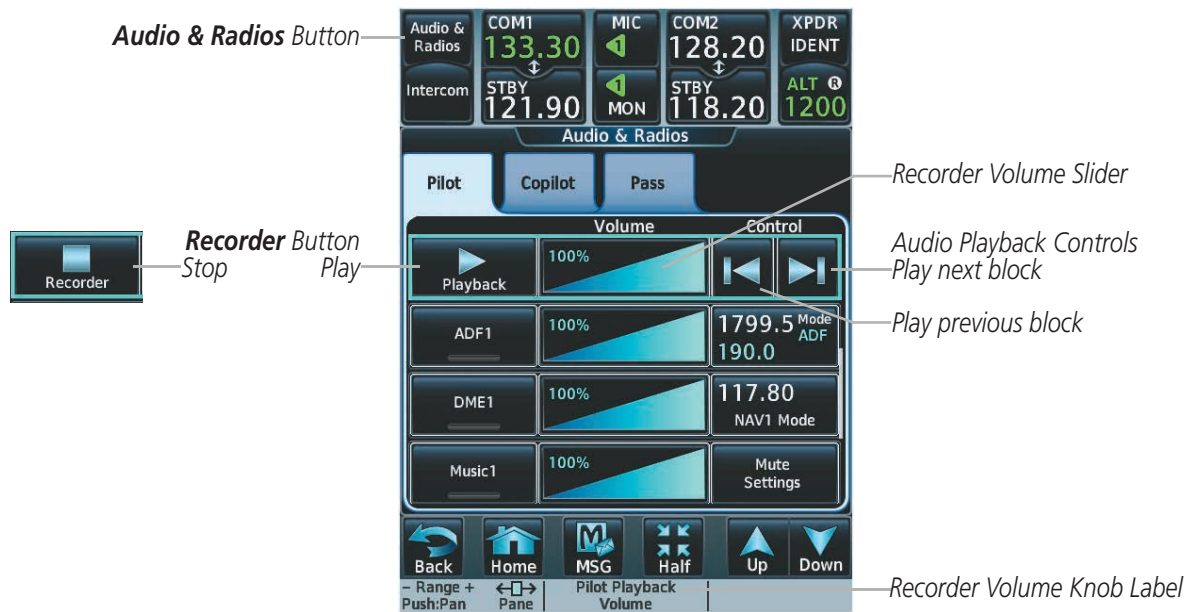 Audio & Radios Button
Audio &
Radios
COM1
133.30
MIC
1
COM2
128.20
XPDR
IDENT
Intercom
STBY
121.90
1
MON
STBY
118.20
ALT R
1200
Audio & Radios
Pilot
Copilot
Pass
Recorder Volume Slider
Volume
Control
Recorder
Recorder Button
Stop
Play
Playback
100%
Audio Playback Controls
Play next block
Play previous block
ADF1
100%
1799.5 Mode
ADF
190.0
DME1
100%
117.80
NAV1 Mode
Music1
100%
Mute
Settings
Back
Home
MSG
Half
Up
Down
– Range +
Push:Pan
Pane
Pilot Playback
Volume
Recorder Volume Knob Label